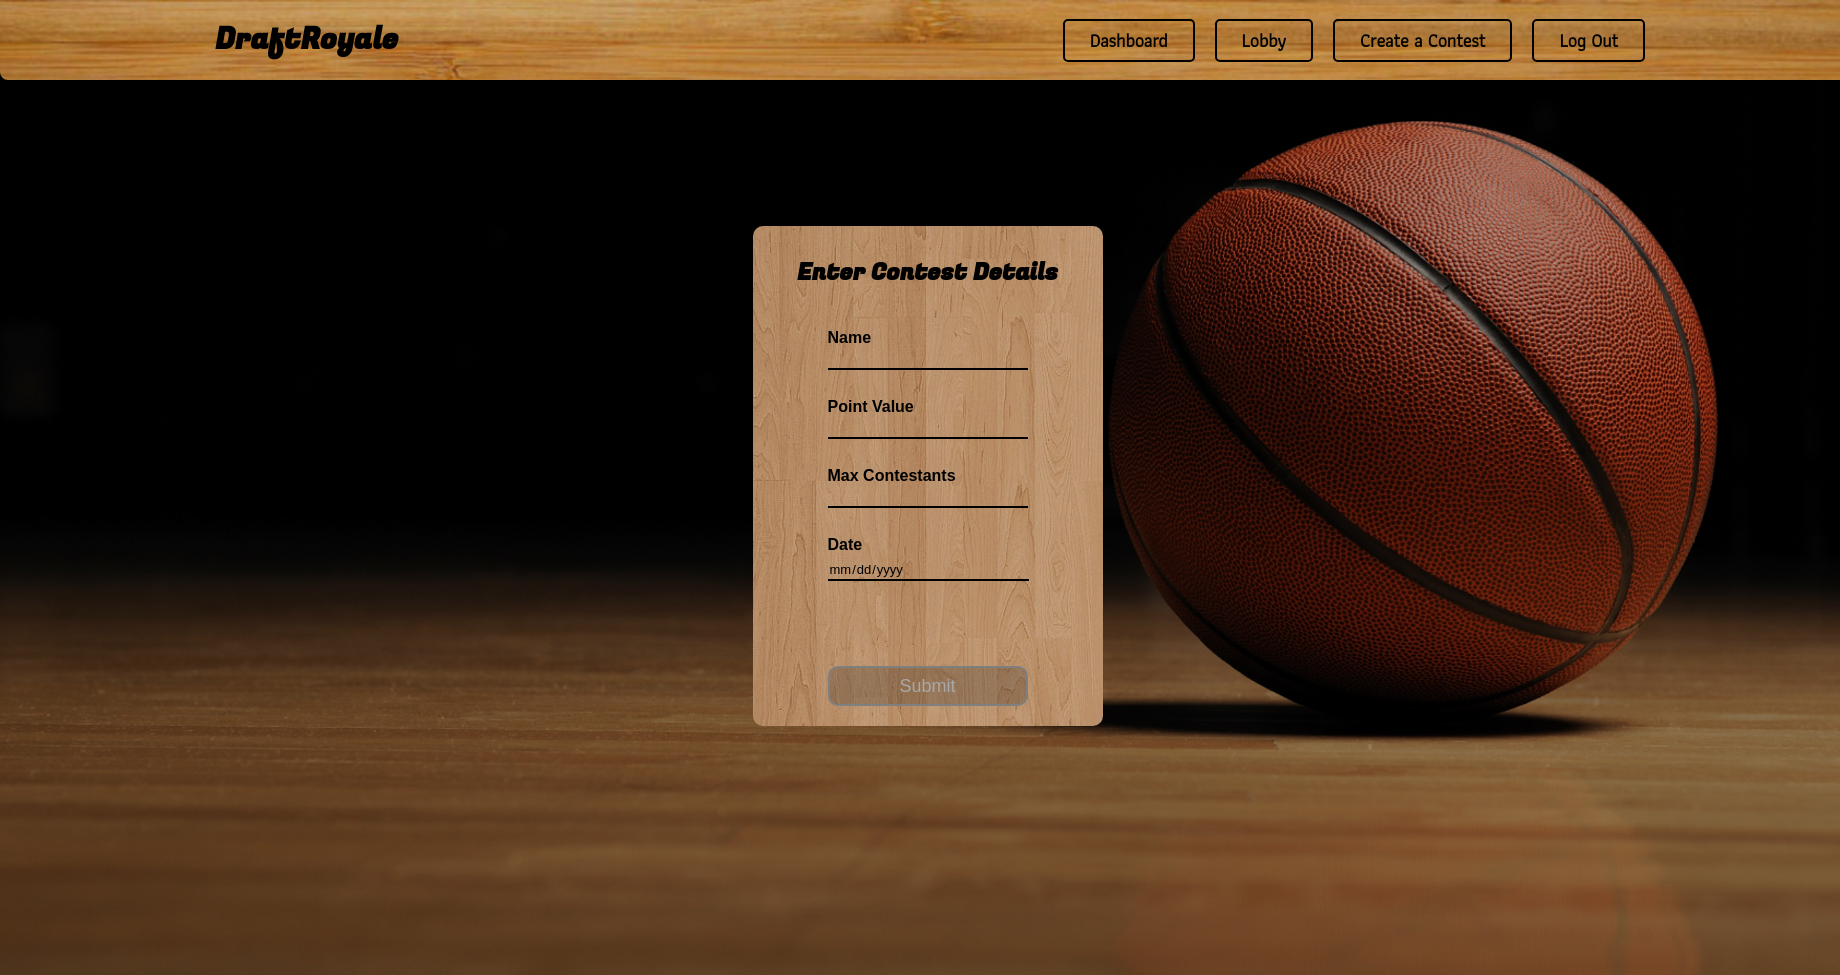 DraftRoyale
Dashboard
Lobby
Create a Contest
Log Out
Enter Contest Details
Name
Point Value
Max Contestants
Date
mm/dd/yyyy
Submit